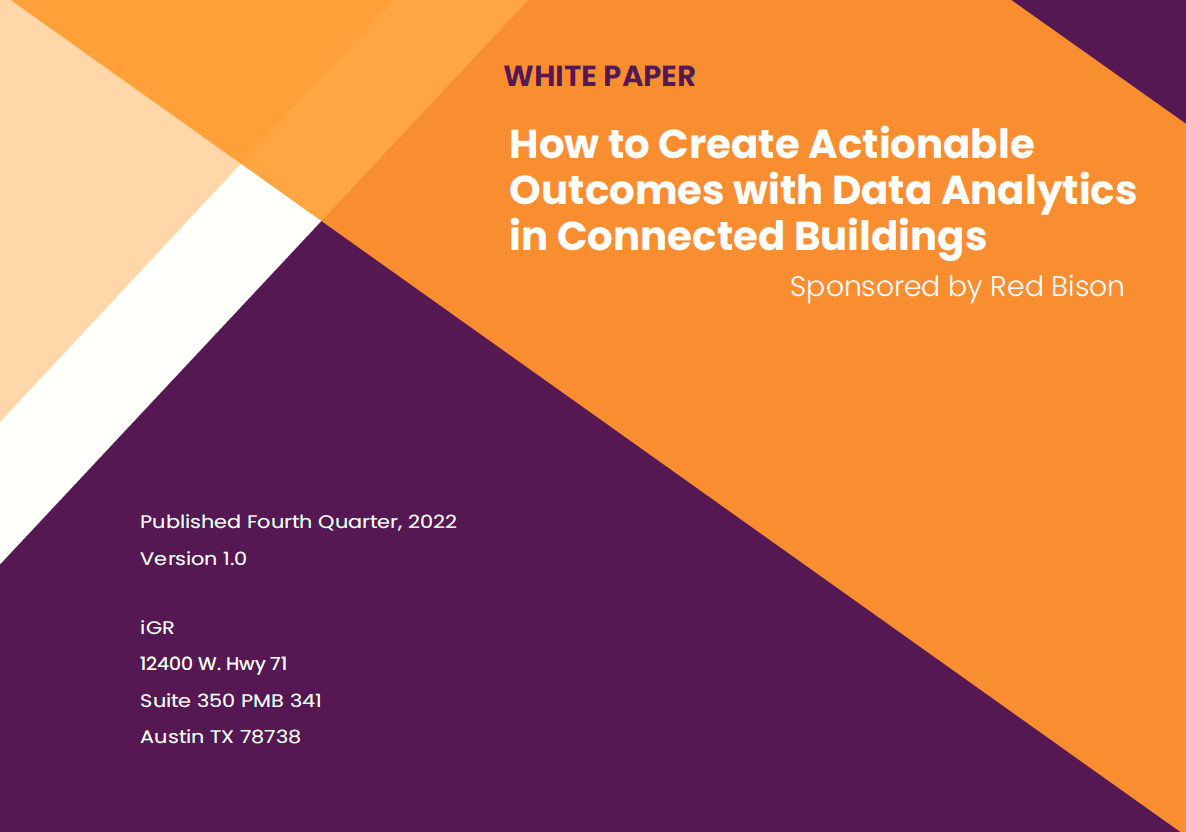 WHITE PAPER
How to Create Actionable
Outcomes with Data Analytics
in Connected Buildings
Sponsored by Red Bison
Published Fourth Quarter, 2022
Version 1.0
iGR
12400 W. Hwy 71
Suite 350 PMB 341
Austin TX 78738